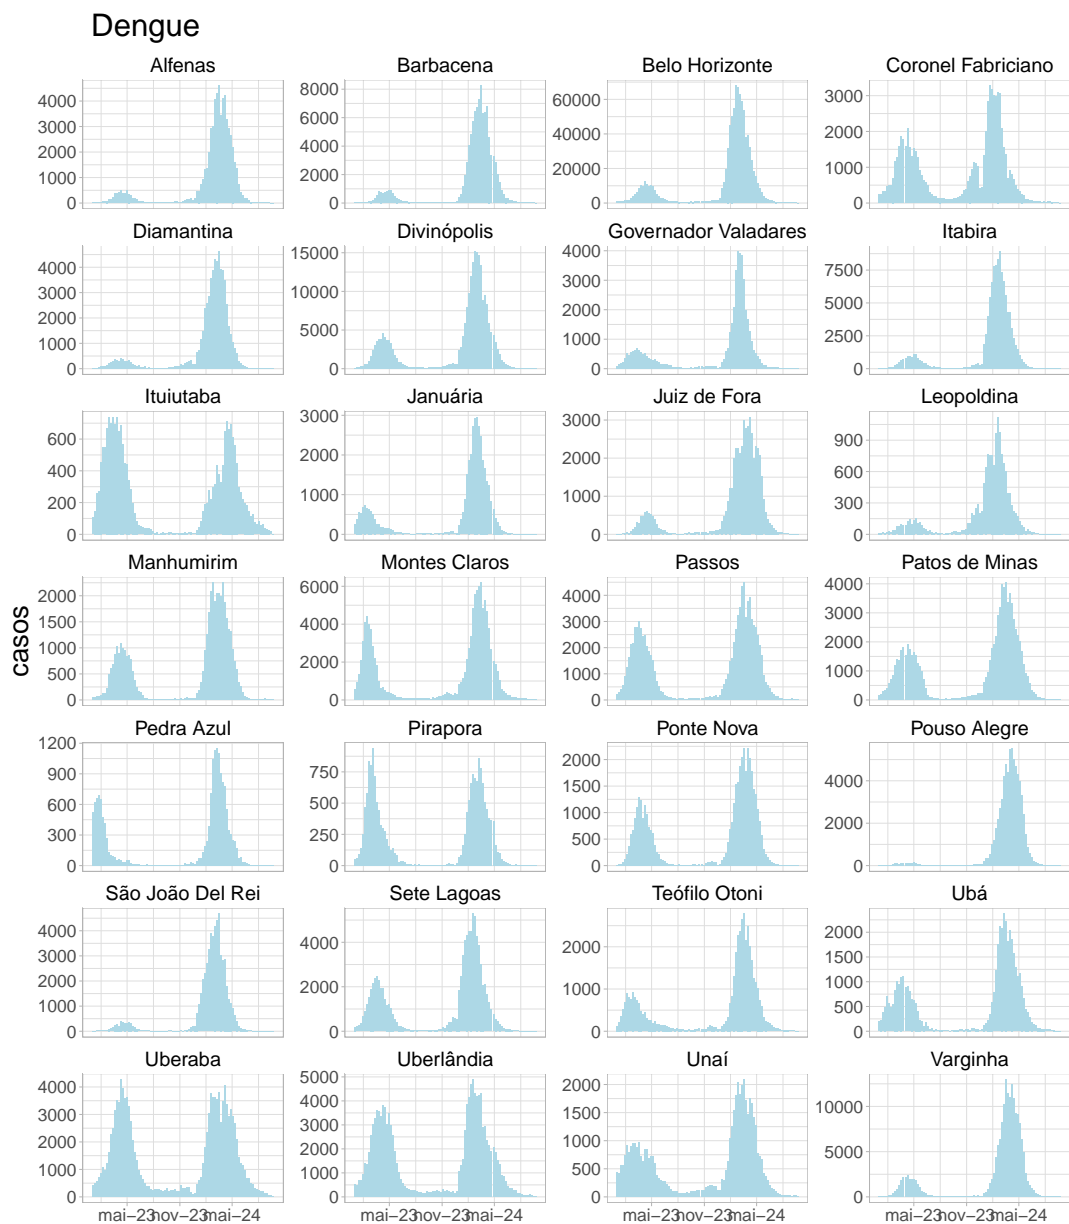 Dengue
Alfenas Barbacena Belo Horizonte Coronel Fabriciano
4000 3000 2000 1000 0
8000 6000 4000 2000 0
60000 40000 20000 0
3000 2000 1000 0
Diamantina Divinópolis Governador Valadares Itabira
4000 3000 2000 1000 0
15000 10000 5000 0
4000 3000 2000 1000 0
7500 5000 2500 0
Ituiutaba Januária Juiz de Fora Leopoldina
600 400 200 0
3000 2000 1000 0
3000 2000 1000 0
900 600 300 0
casos
Manhumirim Montes Claros Passos Patos de Minas
2000 1500 1000 500 0
6000 4000 2000 0
4000 3000 2000 1000 0
4000 3000 2000 1000 0
Pedra Azul Pirapora Ponte Nova Pouso Alegre
1200 900 600 300 0
750 500 250 0
2000 1500 1000 500 0
4000 2000 0
São João Del Rei Sete Lagoas Teófilo Otoni Ubá
4000 3000 2000 1000 0
4000 2000 0
2000 1000 0
2000 1500 1000 500 0
Uberaba Uberlândia Unaí Varginha
4000 3000 2000 1000 0
5000 4000 3000 2000 1000 0
2000 1500 1000 500 0
10000 5000 0
mai−23 nov−23 mai−24 mai−23 nov−23 mai−24 mai−23 nov−23 mai−24 mai−23 nov−23 mai−24